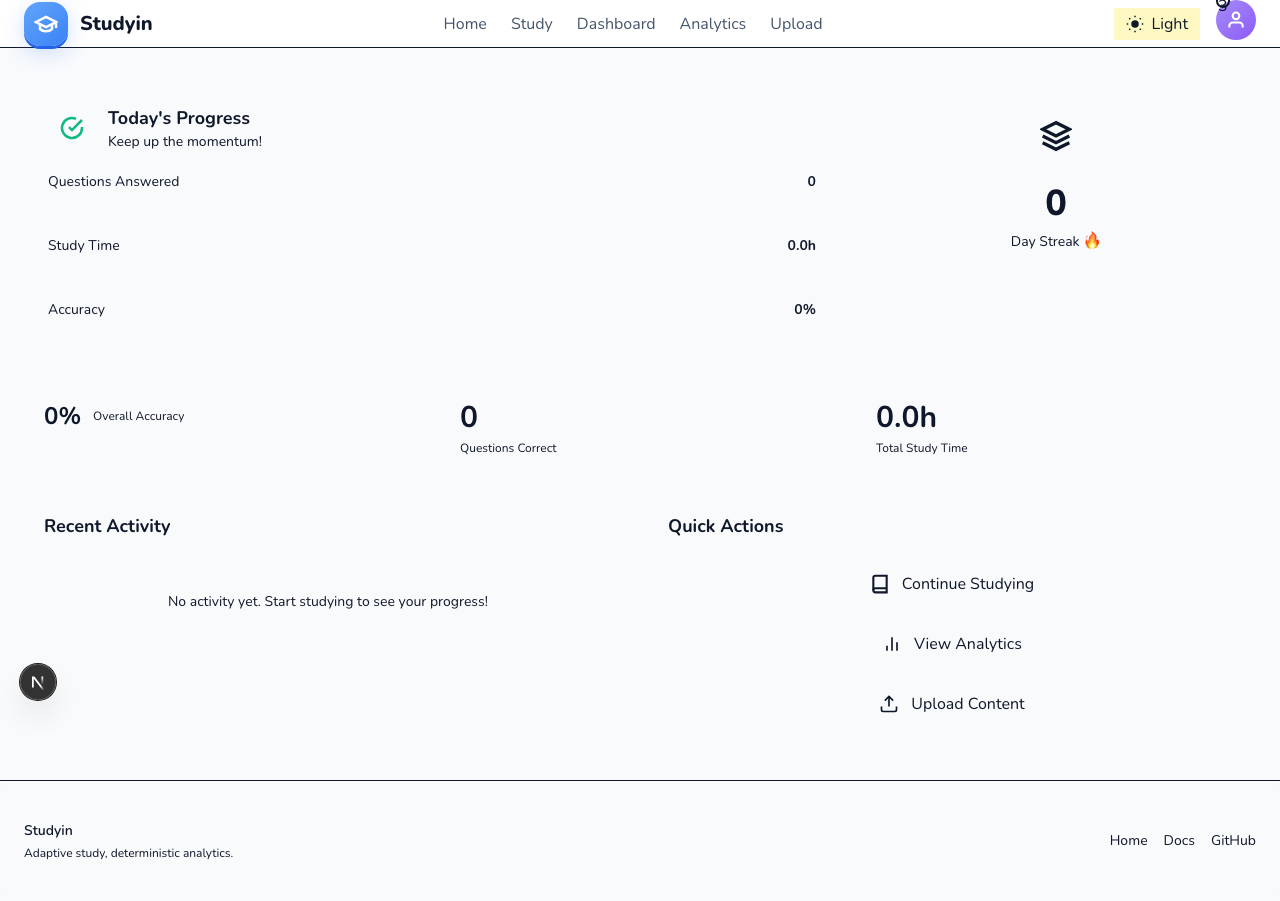 Studyin
Home Study Dashboard Analytics Upload
Light
Today's Progress
Keep up the momentum!
Questions Answered 0
Study Time 0.0h
Accuracy 0%
0
Day Streak 🔥
0% Overall Accuracy
0
Questions Correct
0.0h
Total Study Time
Recent Activity
No activity yet. Start studying to see your progress!
Quick Actions
Continue Studying
View Analytics
Upload Content
N
Studyin
Adaptive study, deterministic analytics.
Home Docs GitHub